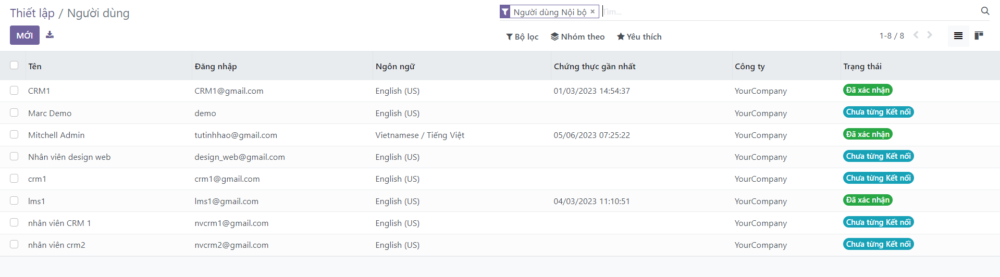 Thiết lập / Người dùng
Người dùng Nội bộ × Tìm...
MỚI
Bộ lọc Nhóm theo Yêu thích
1-8 / 8
Tên Đăng nhập Ngôn ngữ Chứng thực gần nhất Công ty Trạng thái
CRM1 CRM1@gmail.com English (US) 01/03/2023 14:54:37 YourCompany Đã xác nhận
Marc Demo demo English (US) YourCompany Chưa từng Kết nối
Mitchell Admin tutinhhao@gmail.com Vietnamese / Tiếng Việt 05/06/2023 07:25:22 YourCompany Đã xác nhận
Nhân viên design web design_web@gmail.com English (US) YourCompany Chưa từng Kết nối
crm1 crm1@gmail.com English (US) YourCompany Chưa từng Kết nối
lms1 lms1@gmail.com English (US) 04/03/2023 11:10:51 YourCompany Đã xác nhận
nhân viên CRM 1 nvcrm1@gmail.com English (US) YourCompany Chưa từng Kết nối
nhân viên crm2 nvcrm2@gmail.com English (US) YourCompany Chưa từng Kết nối